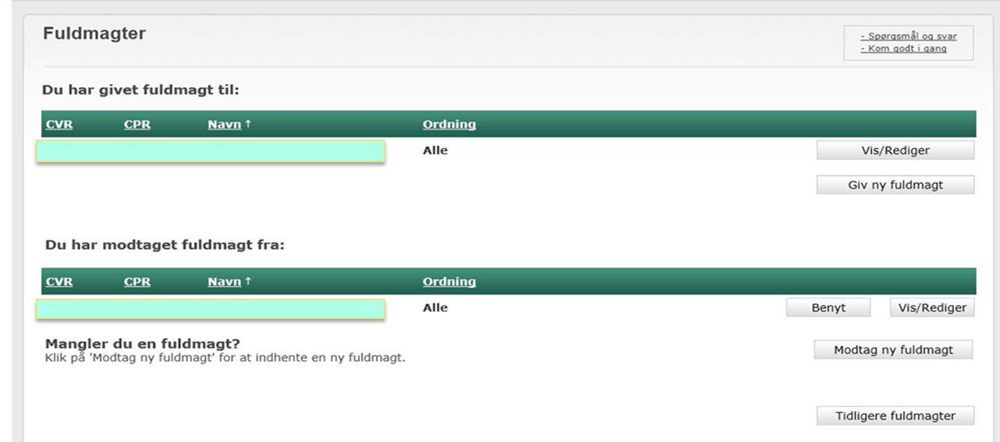 Fuldmagter
- Spørgsmål og svar
- Kom godt i gang
Du har givet fuldmagt til:
CVR CPR Navn ↑ Ordning
Alle Vis/Rediger
Giv ny fuldmagt
Du har modtaget fuldmagt fra:
CVR CPR Navn ↑ Ordning
Alle Benyt Vis/Rediger
Mangler du en fuldmagt?
Klik på 'Modtag ny fuldmagt' for at indhente en ny fuldmagt.
Modtag ny fuldmagt
Tidligere fuldmagter